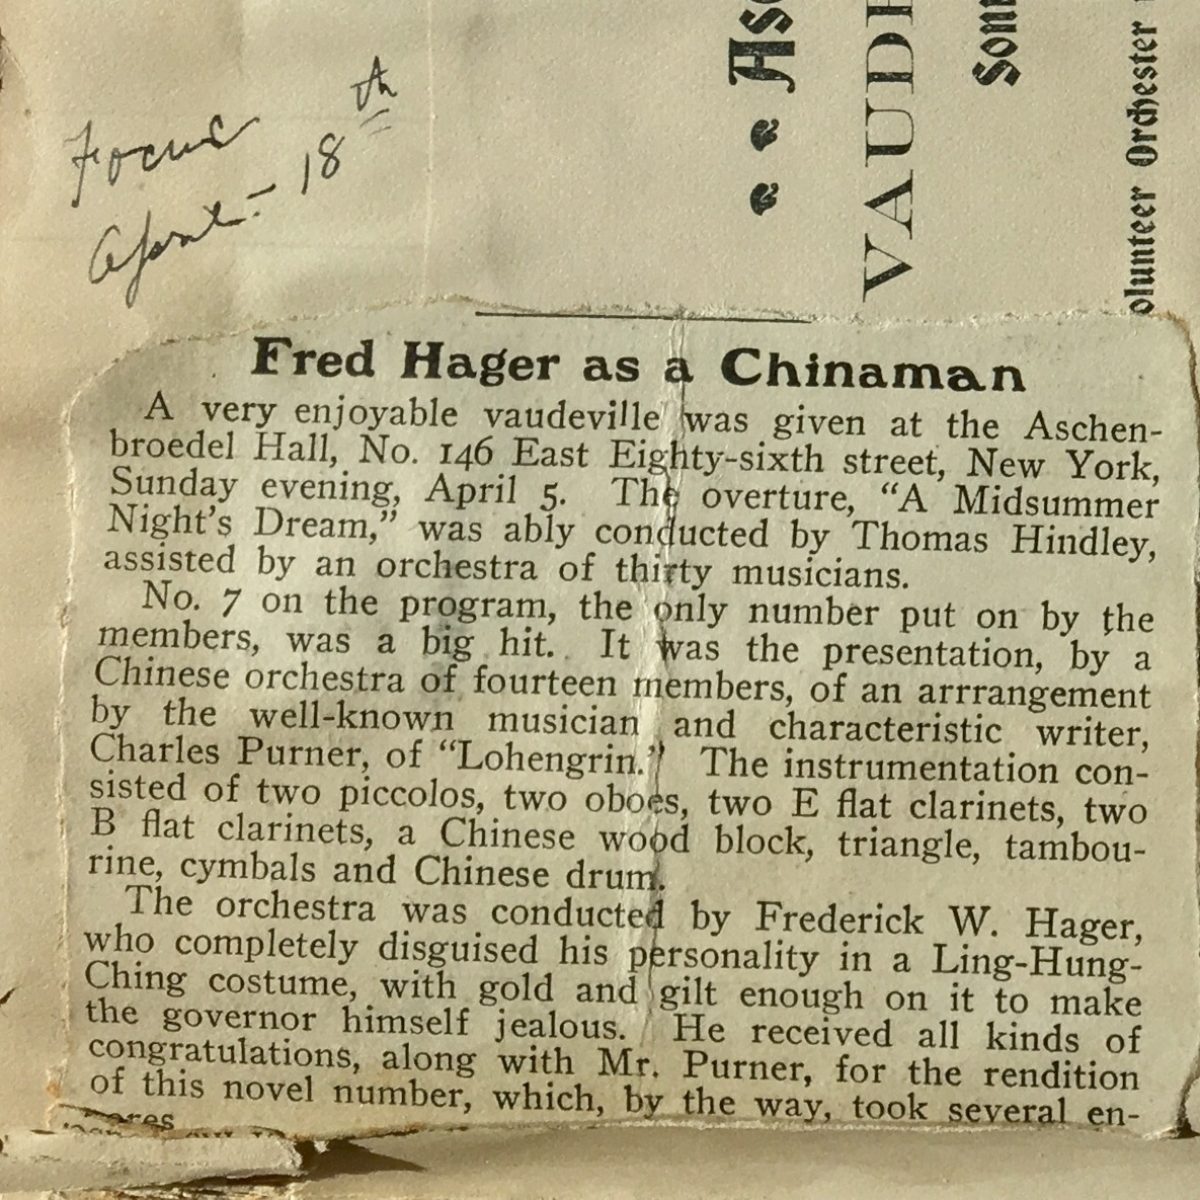 Focus
April - 18th
VAUD
olunteer Orchester
Fred Hager as a Chinaman
A very enjoyable vaudeville was given at the Aschen-
broedel Hall, No. 146 East Eighty-sixth street, New York,
Sunday evening, April 5. The overture, “A Midsummer
Night's Dream,” was ably conducted by Thomas Hindley,
assisted by an orchestra of thirty musicians.
No. 7 on the program, the only number put on by the
members, was a big hit. It was the presentation, by a
Chinese orchestra of fourteen members, of an arrrangement
by the well-known musician and characteristic writer,
Charles Purner, of “Lohengrin.” The instrumentation con-
sisted of two piccolos, two oboes, two E flat clarinets, two
B flat clarinets, a Chinese wood block, triangle, tambou-
rine, cymbals and Chinese drum.
The orchestra was conducted by Frederick W. Hager,
who completely disguised his personality in a Ling-Hung-
Ching costume, with gold and gilt enough on it to make
the governor himself jealous. He received all kinds of
congratulations, along with Mr. Purner, for the rendition
of this novel number, which, by the way, took several en-